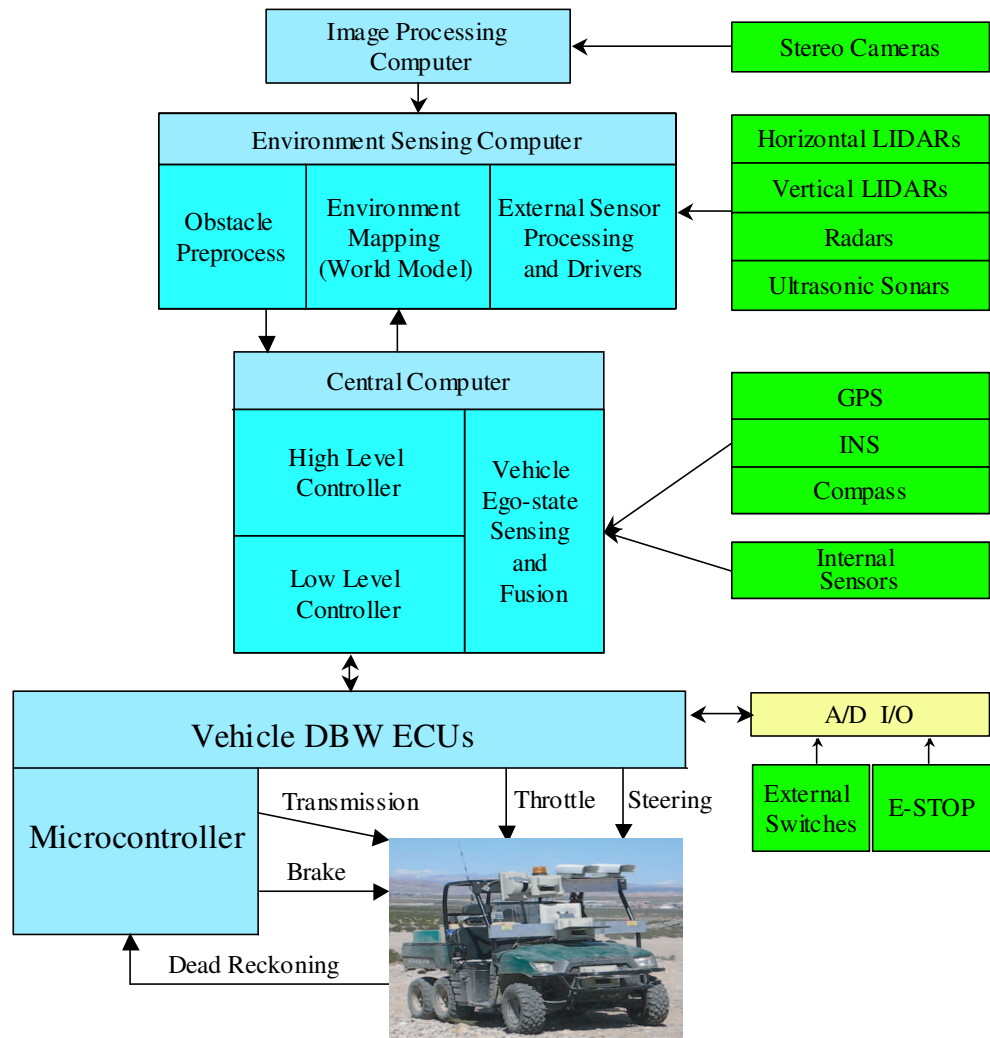 Image Processing
Computer
Stereo Cameras
Environment Sensing Computer
Obstacle
Preprocess
Environment
Mapping
(World Model)
External Sensor
Processing
and Drivers
Horizontal LIDARs
Vertical LIDARs
Radars
Ultrasonic Sonars
Central Computer
High Level
Controller
Low Level
Controller
Vehicle
Ego-state
Sensing
and
Fusion
GPS
INS
Compass
Internal
Sensors
Vehicle DBW ECUs
A/D I/O
External
Switches
E-STOP
Microcontroller
Transmission
Throttle
Steering
Brake
Dead Reckoning